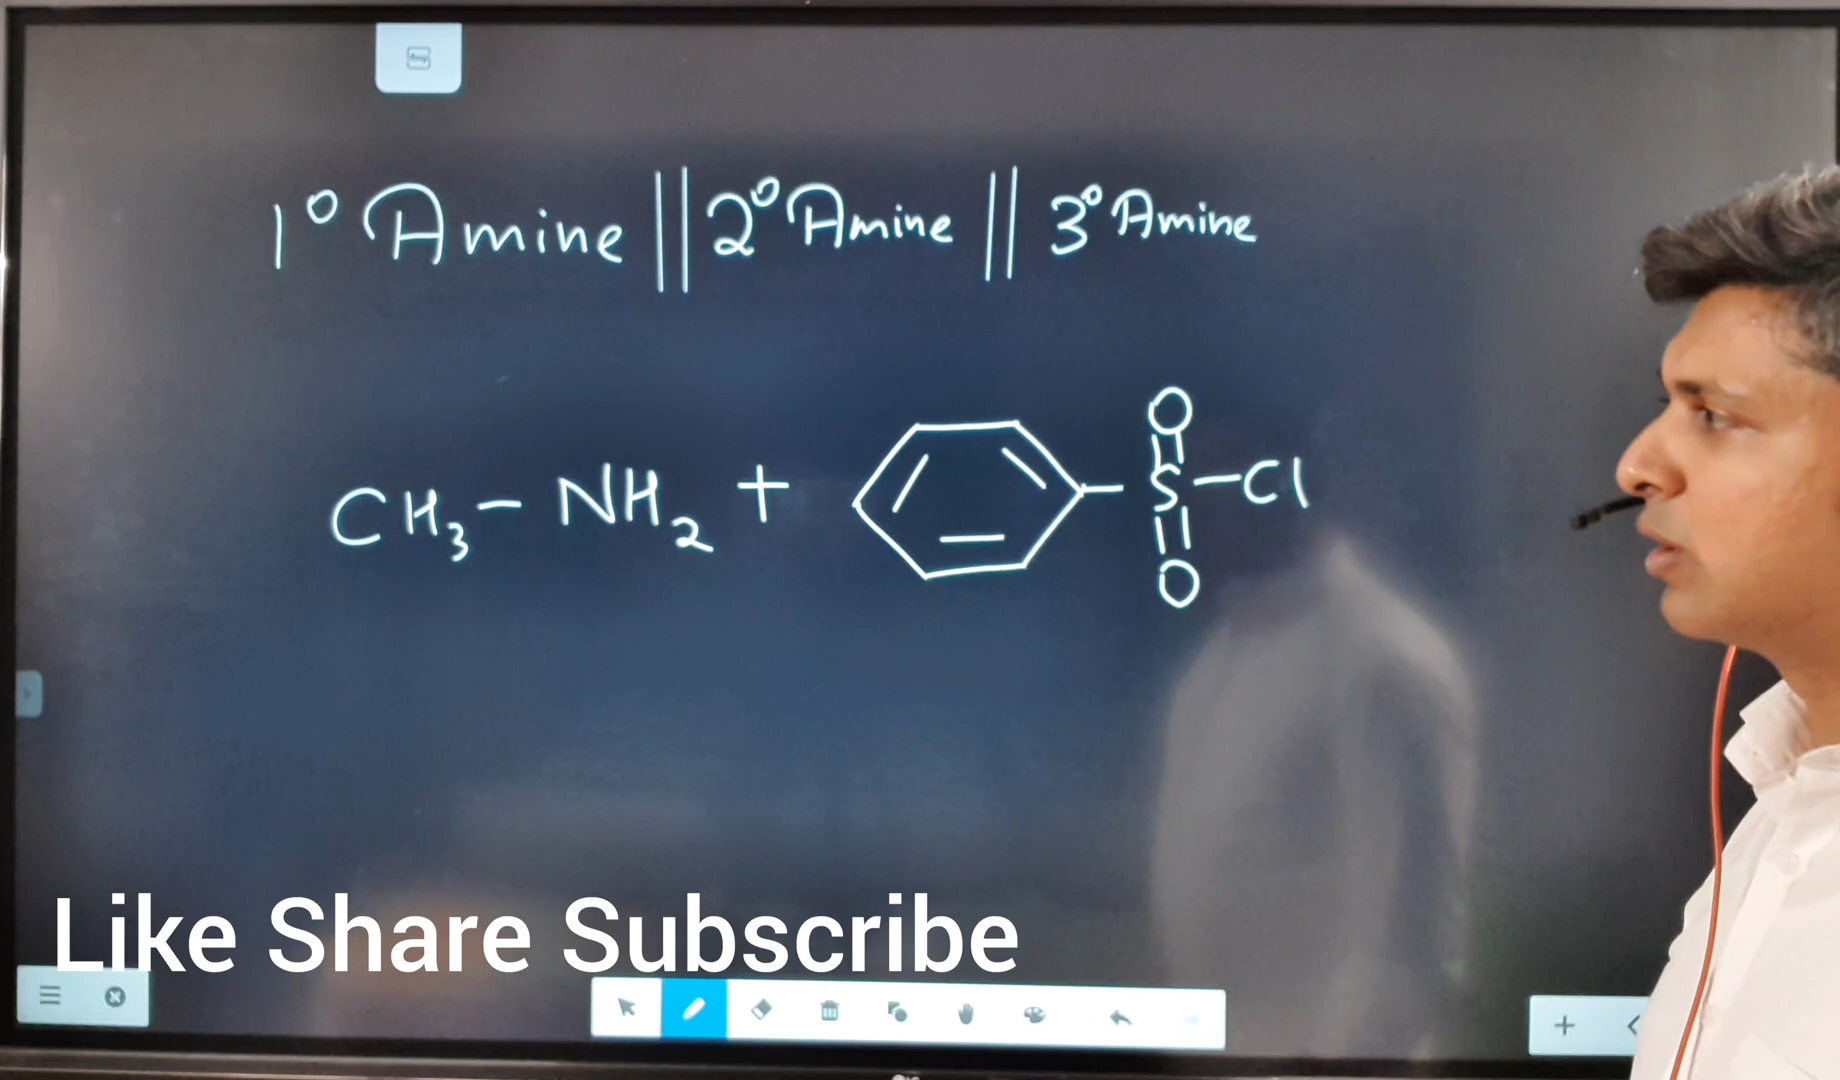 1° Amine || 2° Amine || 3° Amine
O
CH₃ – NH₂ + – S – Cl
O
Like Share Subscribe